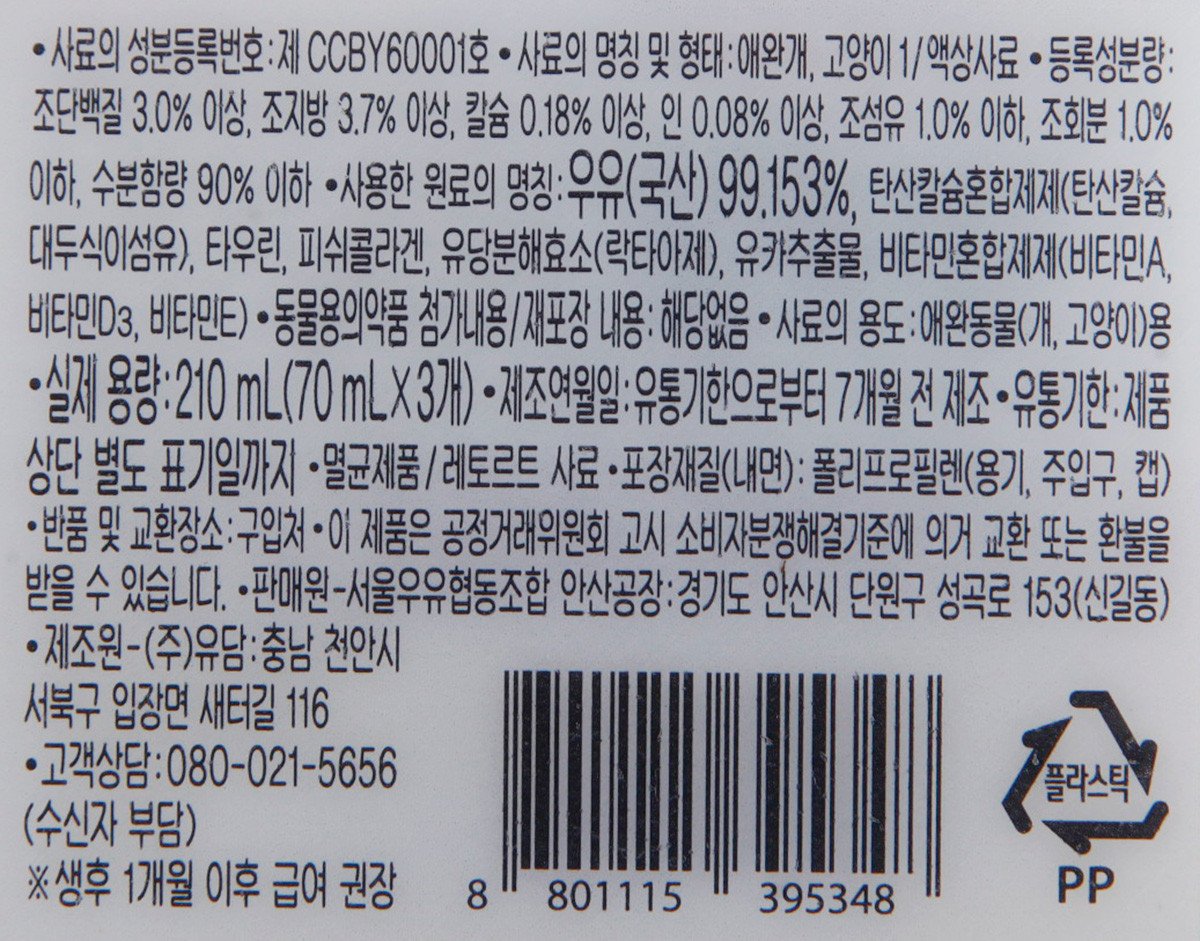 •사료의 성분등록번호:제 CCBY60001호 •사료의 명칭 및 형태:애완개, 고양이 1/액상사료 •등록성분량:
조단백질 3.0% 이상, 조지방 3.7% 이상, 칼슘 0.18% 이상, 인 0.08% 이상, 조섬유 1.0% 이하, 조회분 1.0%
이하, 수분함량 90% 이하 •사용한 원료의 명칭:우유(국산) 99.153%, 탄산칼슘혼합제제(탄산칼슘,
대두식이섬유), 타우린, 피쉬콜라겐, 유당분해효소(락타아제), 유카추출물, 비타민혼합제제(비타민A,
비타민D3, 비타민E) •동물용의약품 첨가내용/재포장 내용:해당없음 •사료의 용도:애완동물(개, 고양이)용
•실제 용량:210 mL(70 mL×3개) •제조연월일:유통기한으로부터 7개월 전 제조 •유통기한:제품
상단 별도 표기일까지 •멸균제품/레토르트 사료 •포장재질(내면):폴리프로필렌(용기, 주입구, 캡)
•반품 및 교환장소:구입처 •이 제품은 공정거래위원회 고시 소비자분쟁해결기준에 의거 교환 또는 환불을
받을 수 있습니다. •판매원-서울우유협동조합 안산공장:경기도 안산시 단원구 성곡로 153(신길동)
•제조원-(주)유담:충남 천안시
서북구 입장면 새터길 116
•고객상담:080-021-5656
(수신자 부담)
※생후 1개월 이후 급여 권장
8 801115 395348
플라스틱
PP